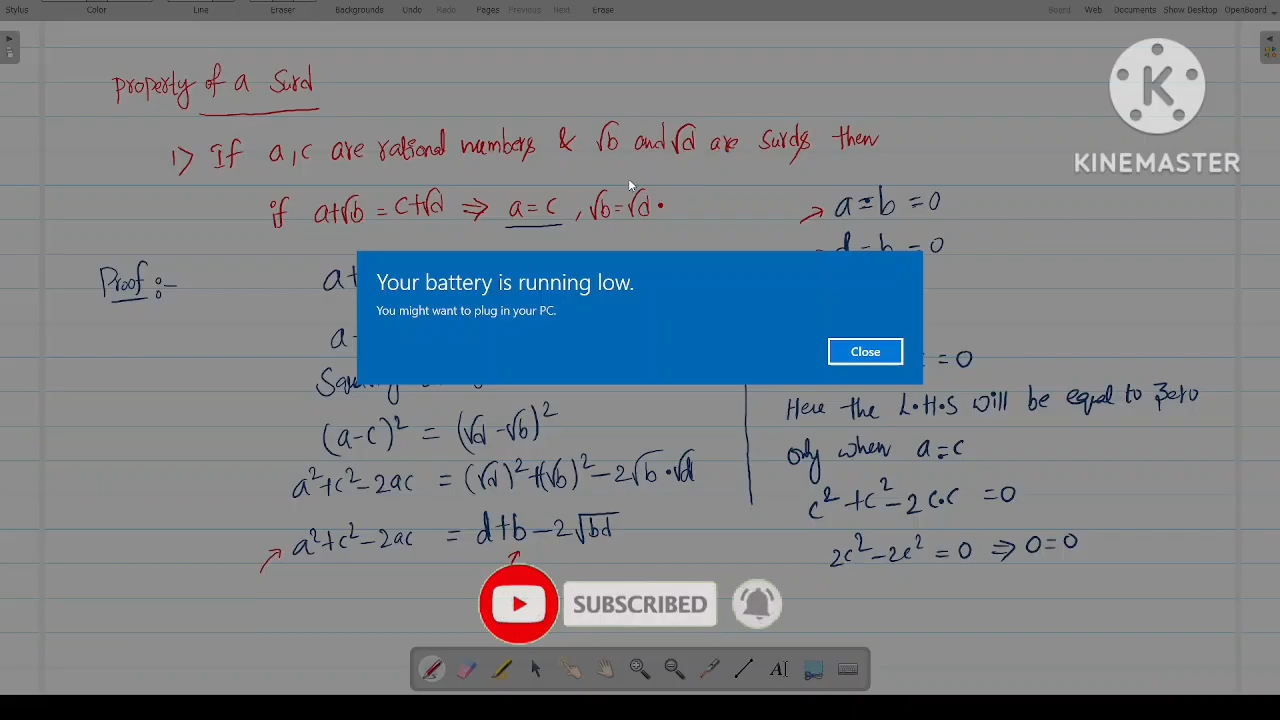 Stylus Color Line Eraser Backgrounds Undo Redo Pages Previous Next Erase Board Web Documents Show Desktop OpenBoard
property of a Surd
KINEMASTER
1) If a, c are rational numbers & √b and √d are surds then
if a+√b = c+√d ⇒ a=c , √b=√d.
a=b=0
d-b=0
Proof:-
a+
Your battery is running low.
You might want to plug in your PC.
Close
a-
=0
(a-c)² = (√d-√b)²
Here the L.H.S will be equal to Zero
only when a=c
a²+c²-2ac = (√d)²+(√b)²-2√b.√d
c²+c²-2c.c =0
a²+c²-2ac = d+b-2√bd
2c²-2c²=0 ⇒ 0=0
SUBSCRIBED